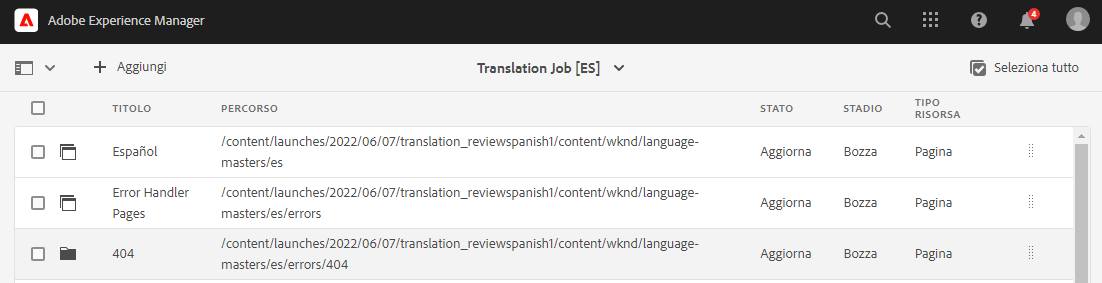 Adobe Experience Manager
4
Aggiungi
Translation Job [ES]
Seleziona tutto
TITOLO PERCORSO STATO STADIO TIPO RISORSA
Español
/content/launches/2022/06/07/translation_reviewspanish1/content/wknd/language-
masters/es
Aggiorna Bozza Pagina
Error Handler
Pages
/content/launches/2022/06/07/translation_reviewspanish1/content/wknd/language-
masters/es/errors
Aggiorna Bozza Pagina
404
/content/launches/2022/06/07/translation_reviewspanish1/content/wknd/language-
masters/es/errors/404
Aggiorna Bozza Pagina